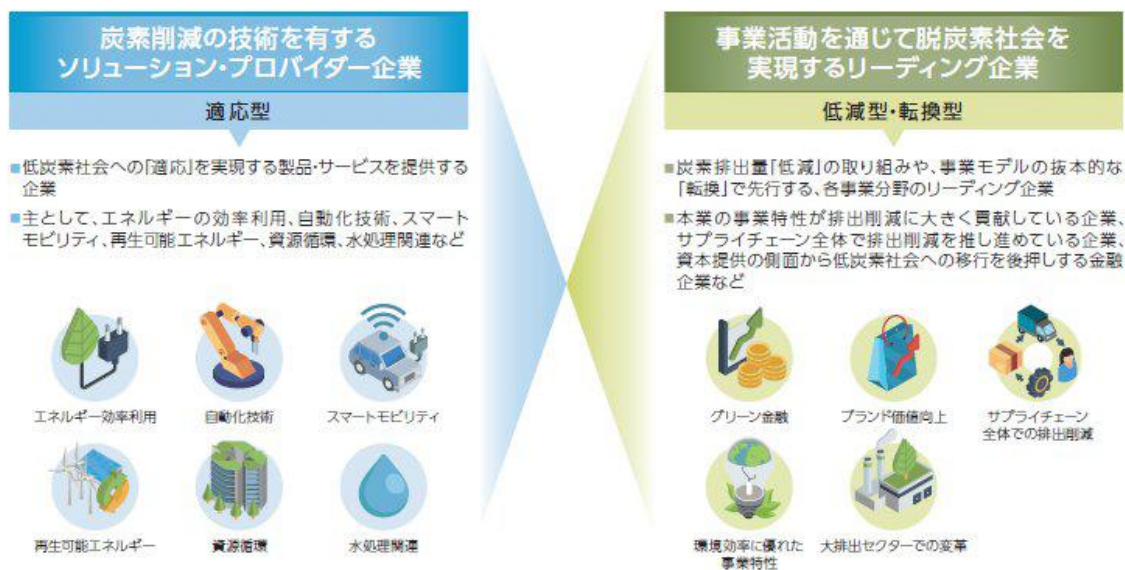 炭素削減の技術を有する
ソリューション・プロバイダー企業
適応型
■低炭素社会への「適応」を実現する製品・サービスを提供する
企業
■主として、エネルギーの効率利用、自動化技術、スマート
モビリティ、再生可能エネルギー、資源循環、水処理関連など
エネルギー効率利用
自動化技術
スマートモビリティ
再生可能エネルギー
資源循環
水処理関連
事業活動を通じて脱炭素社会を
実現するリーディング企業
低減型・転換型
■炭素排出量「低減」の取り組みや、事業モデルの抜本的な
「転換」で先行する、各事業分野のリーディング企業
■本業の事業特性が排出削減に大きく貢献している企業、
サプライチェーン全体で排出削減を推し進めている企業、
資本提供の側面から低炭素社会への移行を後押しする金融
企業など
グリーン金融
ブランド価値向上
サプライチェーン
全体での排出削減
環境効率に優れた
事業特性
大排出セクターでの変革